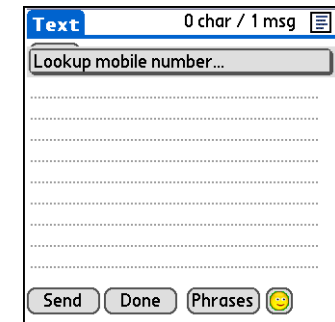 Text 0 char / 1 msg
Lookup mobile number...
Send Done Phrases